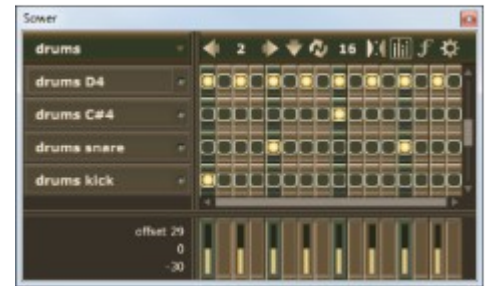 Sower
drums 2 16 f
drums D4
drums C#4
drums snare
drums kick
offset 29
0
-30